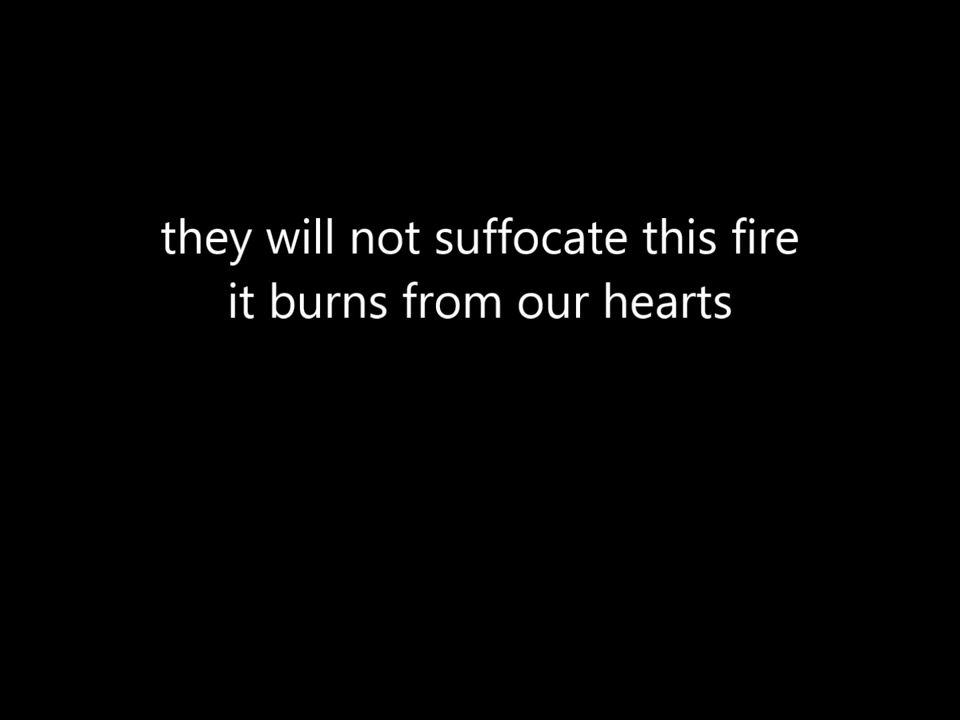 they will not suffocate this fire
it burns from our hearts